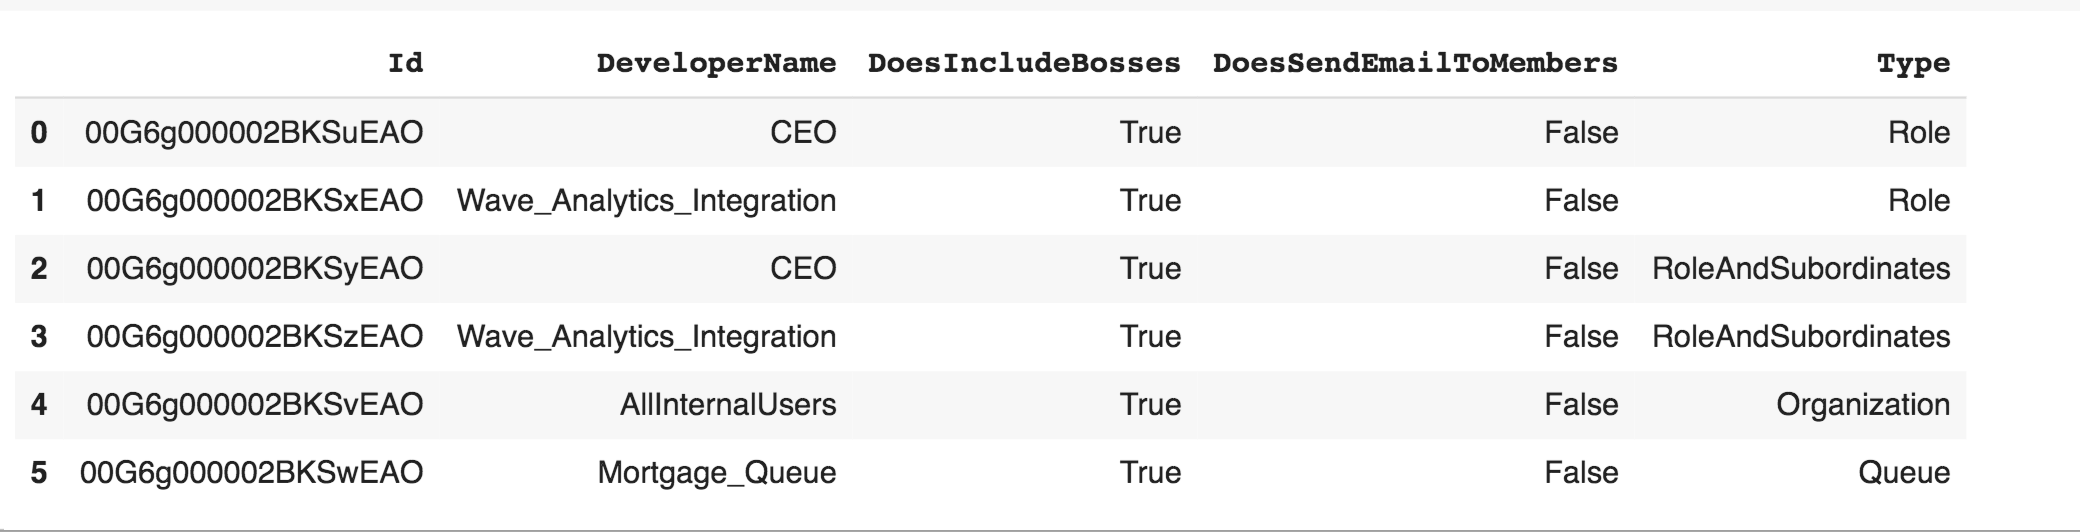 Id DeveloperName DoesIncludeBosses DoesSendEmailToMembers Type
0 00G6g000002BKSuEAO CEO True False Role
1 00G6g000002BKSxEAO Wave_Analytics_Integration True False Role
2 00G6g000002BKSyEAO CEO True False RoleAndSubordinates
3 00G6g000002BKSzEAO Wave_Analytics_Integration True False RoleAndSubordinates
4 00G6g000002BKSvEAO AllInternalUsers True False Organization
5 00G6g000002BKSwEAO Mortgage_Queue True False Queue